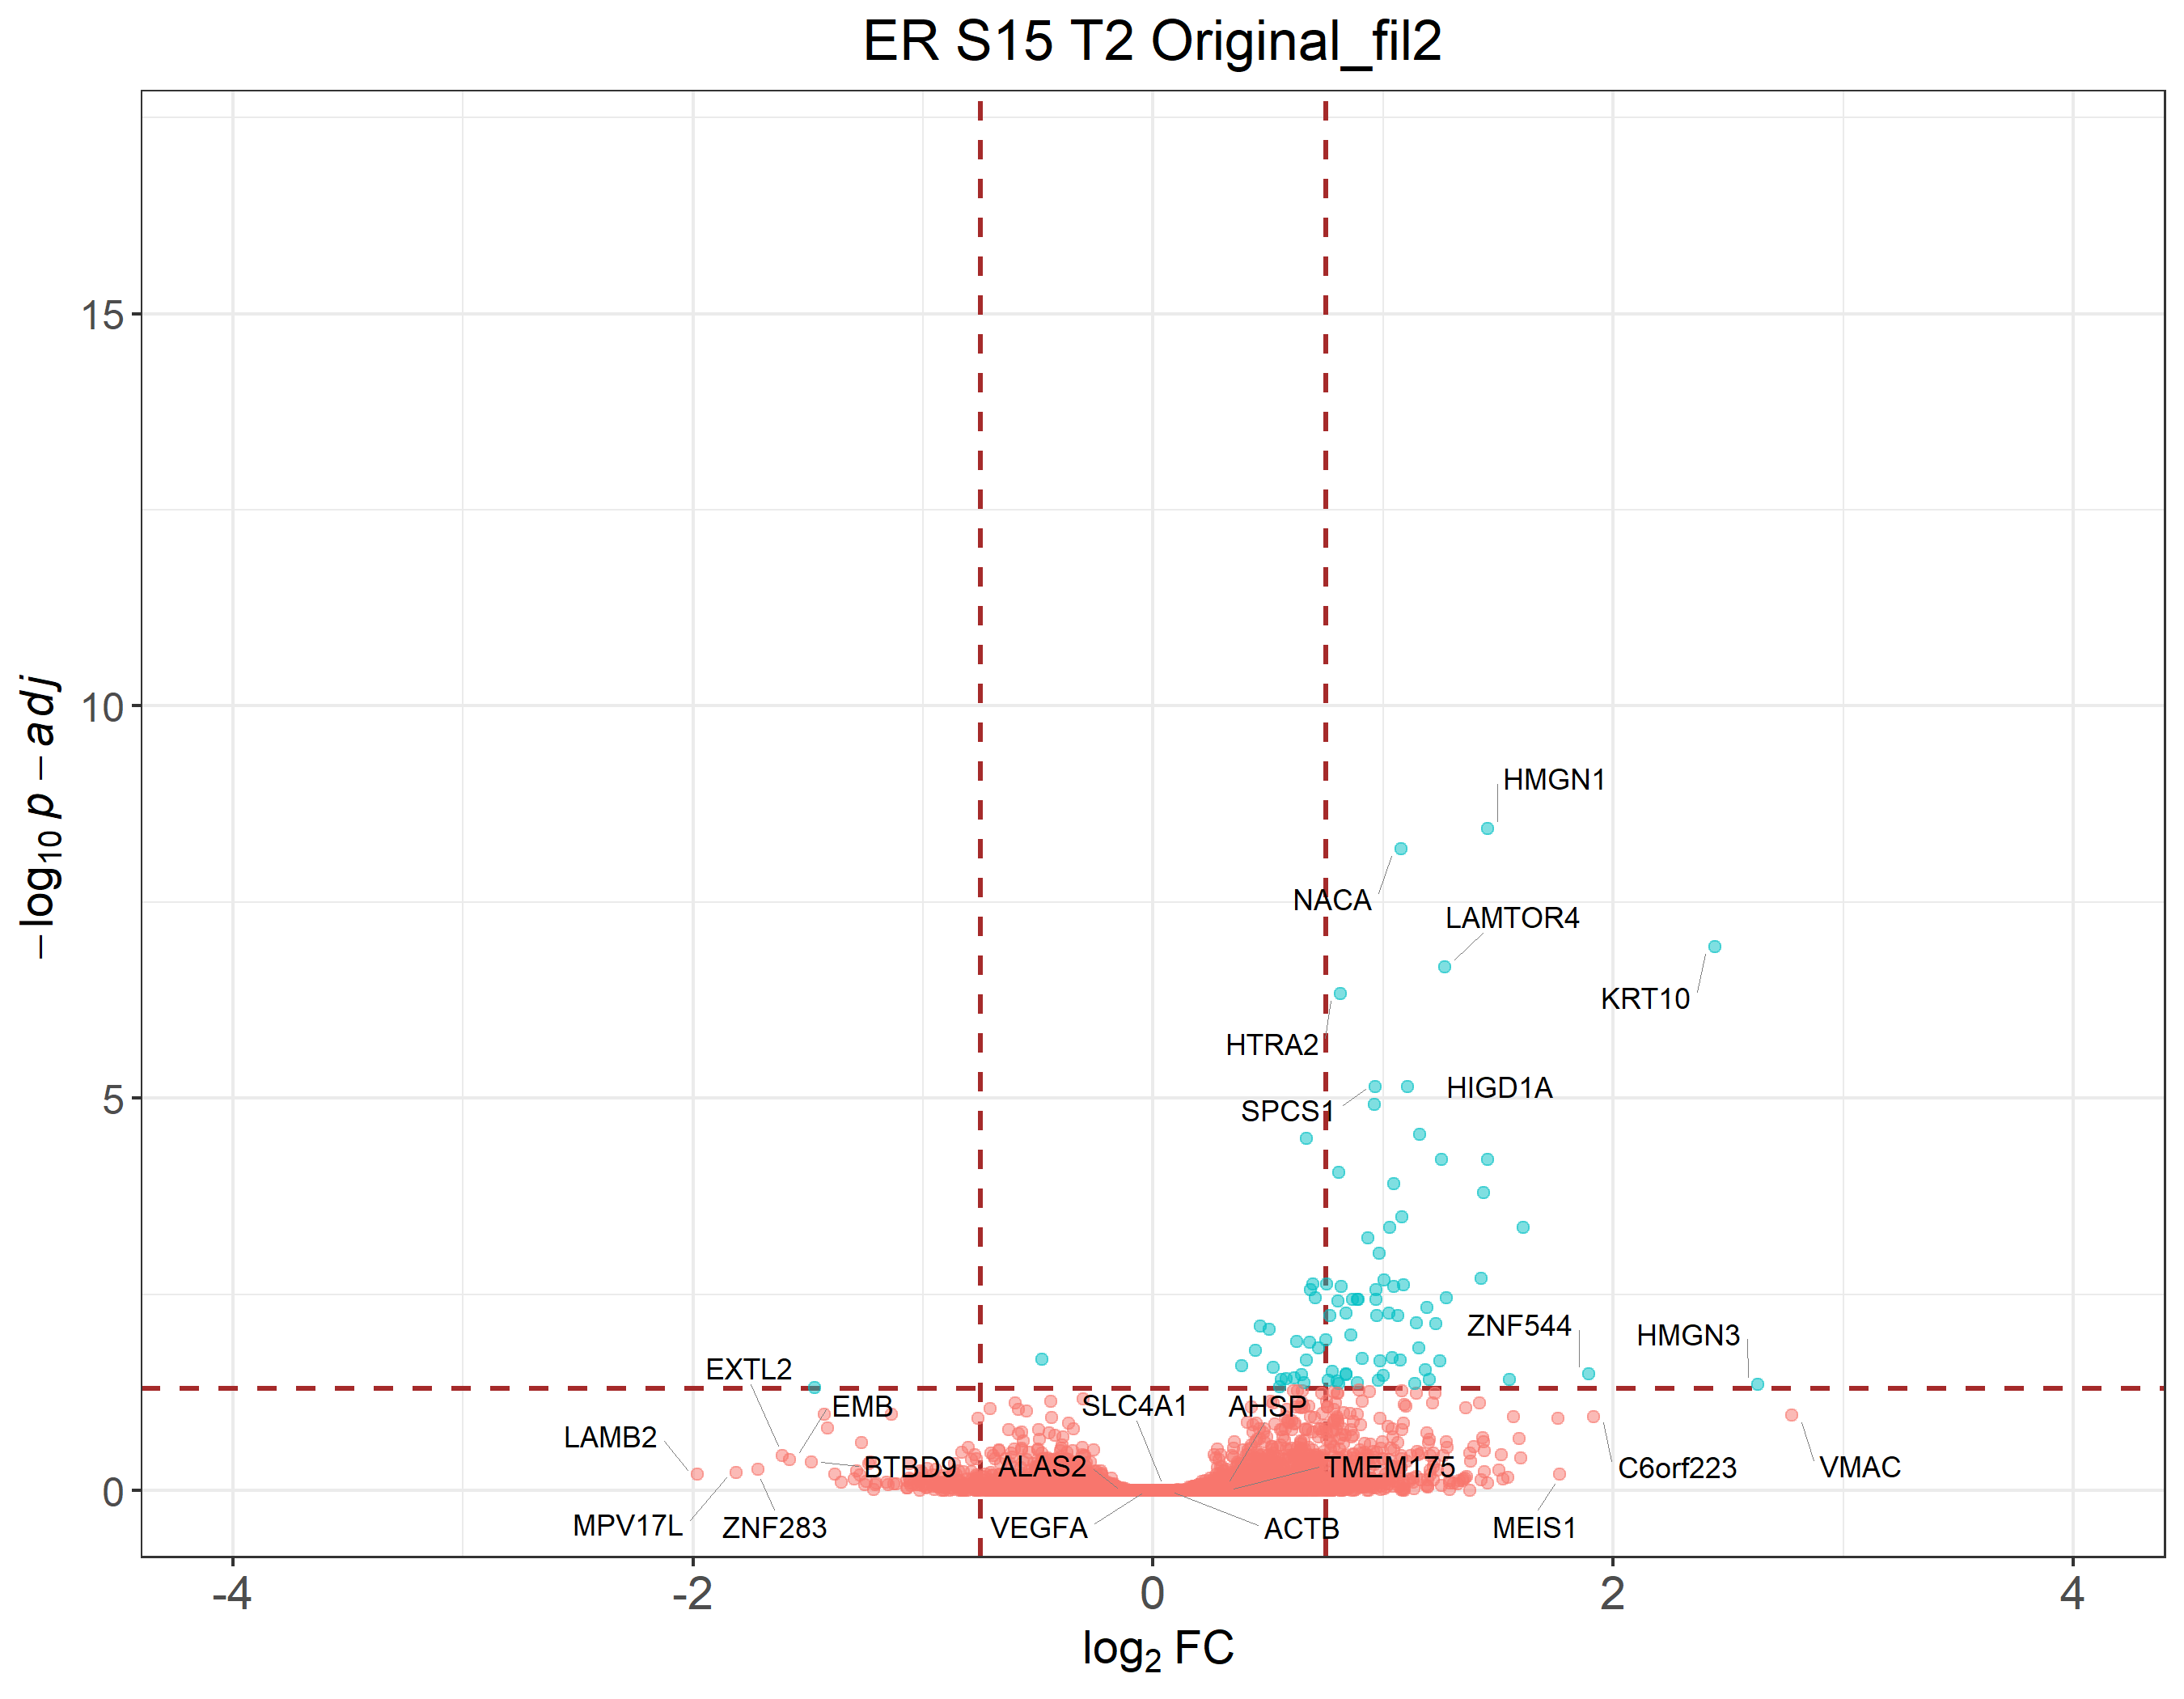 ER S15 T2 Original_fil2
15
10
5
0
−log10 p − adj
HMGN1
NACA
LAMTOR4
KRT10
HTRA2
HIGD1A
SPCS1
ZNF544
HMGN3
EXTL2
EMB
SLC4A1
AHSP
LAMB2
BTBD9
ALAS2
TMEM175
C6orf223
VMAC
MPV17L
ZNF283
VEGFA
ACTB
MEIS1
-4
-2
0
2
4
log2 FC